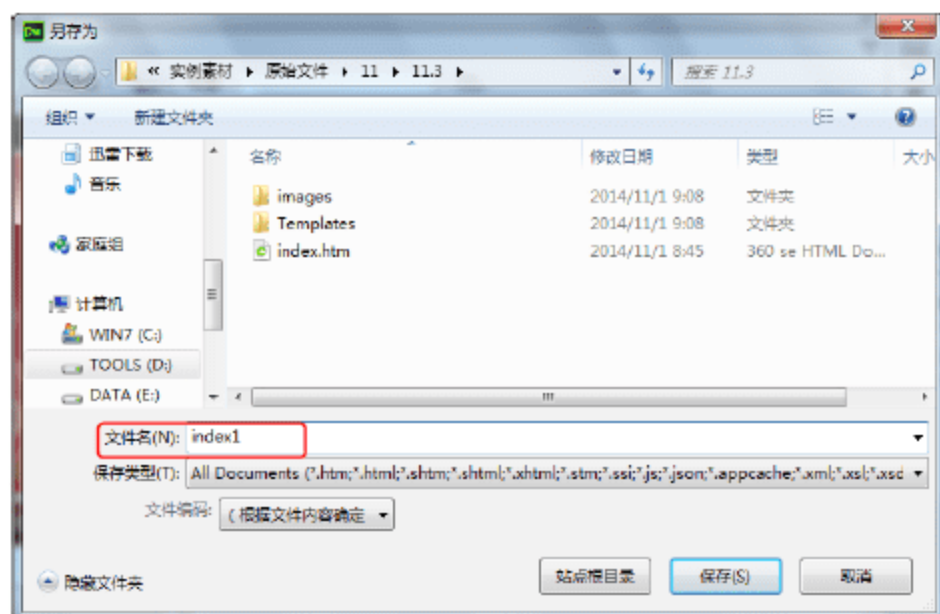 Dw 另存为
« 实例素材 ▸ 原始文件 ▸ 11 ▸ 11.3 ▸
搜索 11.3
组织 ▼ 新建文件夹
迅雷下载
音乐
家庭组
计算机
WIN7 (C:)
TOOLS (D:)
DATA (E:)
名称 修改日期 类型 大小
images 2014/11/1 9:08 文件夹
Templates 2014/11/1 9:08 文件夹
index.htm 2014/11/1 8:45 360 se HTML Do...
文件名(N): index1
保存类型(T): All Documents (*.htm;*.html;*.shtm;*.shtml;*.xhtml;*.stm;*.ssi;*.js;*.json;*.appcache;*.xml;*.xsl;*.xsd
文件编码: (根据文件内容确定
隐藏文件夹 站点根目录 保存(S) 取消